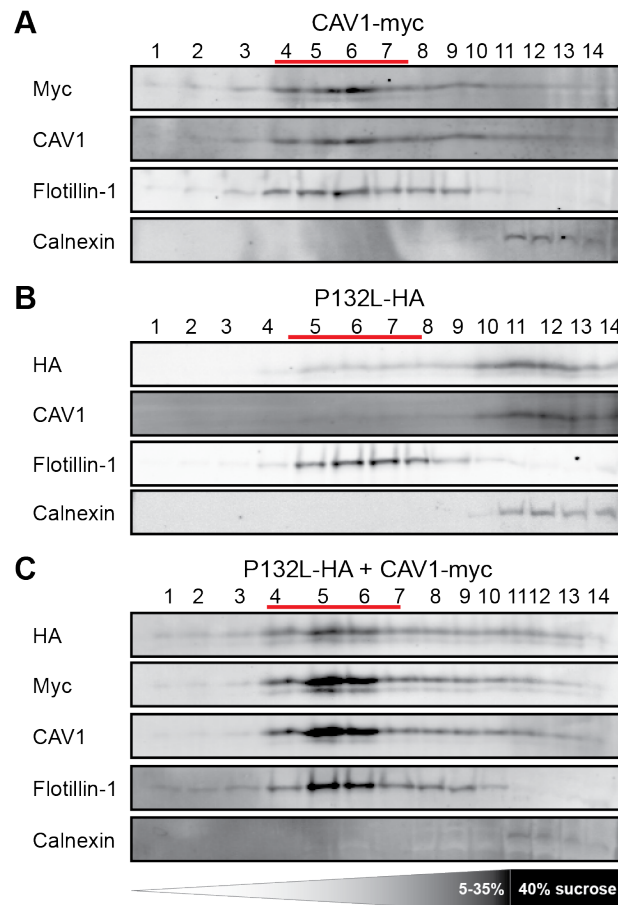 A
CAV1-myc
1 2 3 4 5 6 7 8 9 10 11 12 13 14
Myc
CAV1
Flotillin-1
Calnexin
B
P132L-HA
1 2 3 4 5 6 7 8 9 10 11 12 13 14
HA
CAV1
Flotillin-1
Calnexin
C
P132L-HA + CAV1-myc
1 2 3 4 5 6 7 8 9 10 11 12 13 14
HA
Myc
CAV1
Flotillin-1
Calnexin
5-35% 40% sucrose